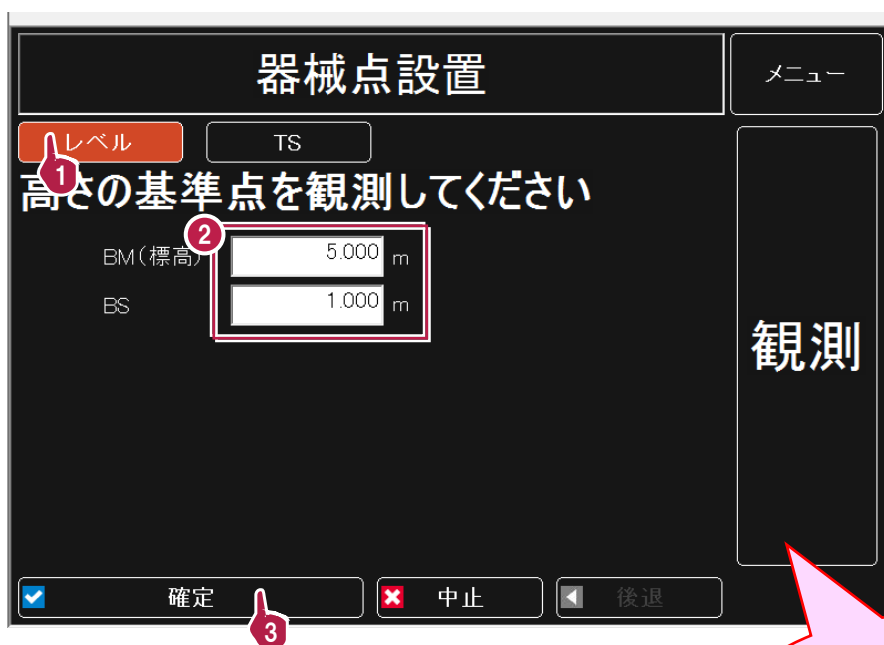 器械点設置
メニュー
レベル
TS
1
高さの基準点を観測してください
2
BM(標高)
5.000 m
BS
1.000 m
観測
確定
中止
後退
3